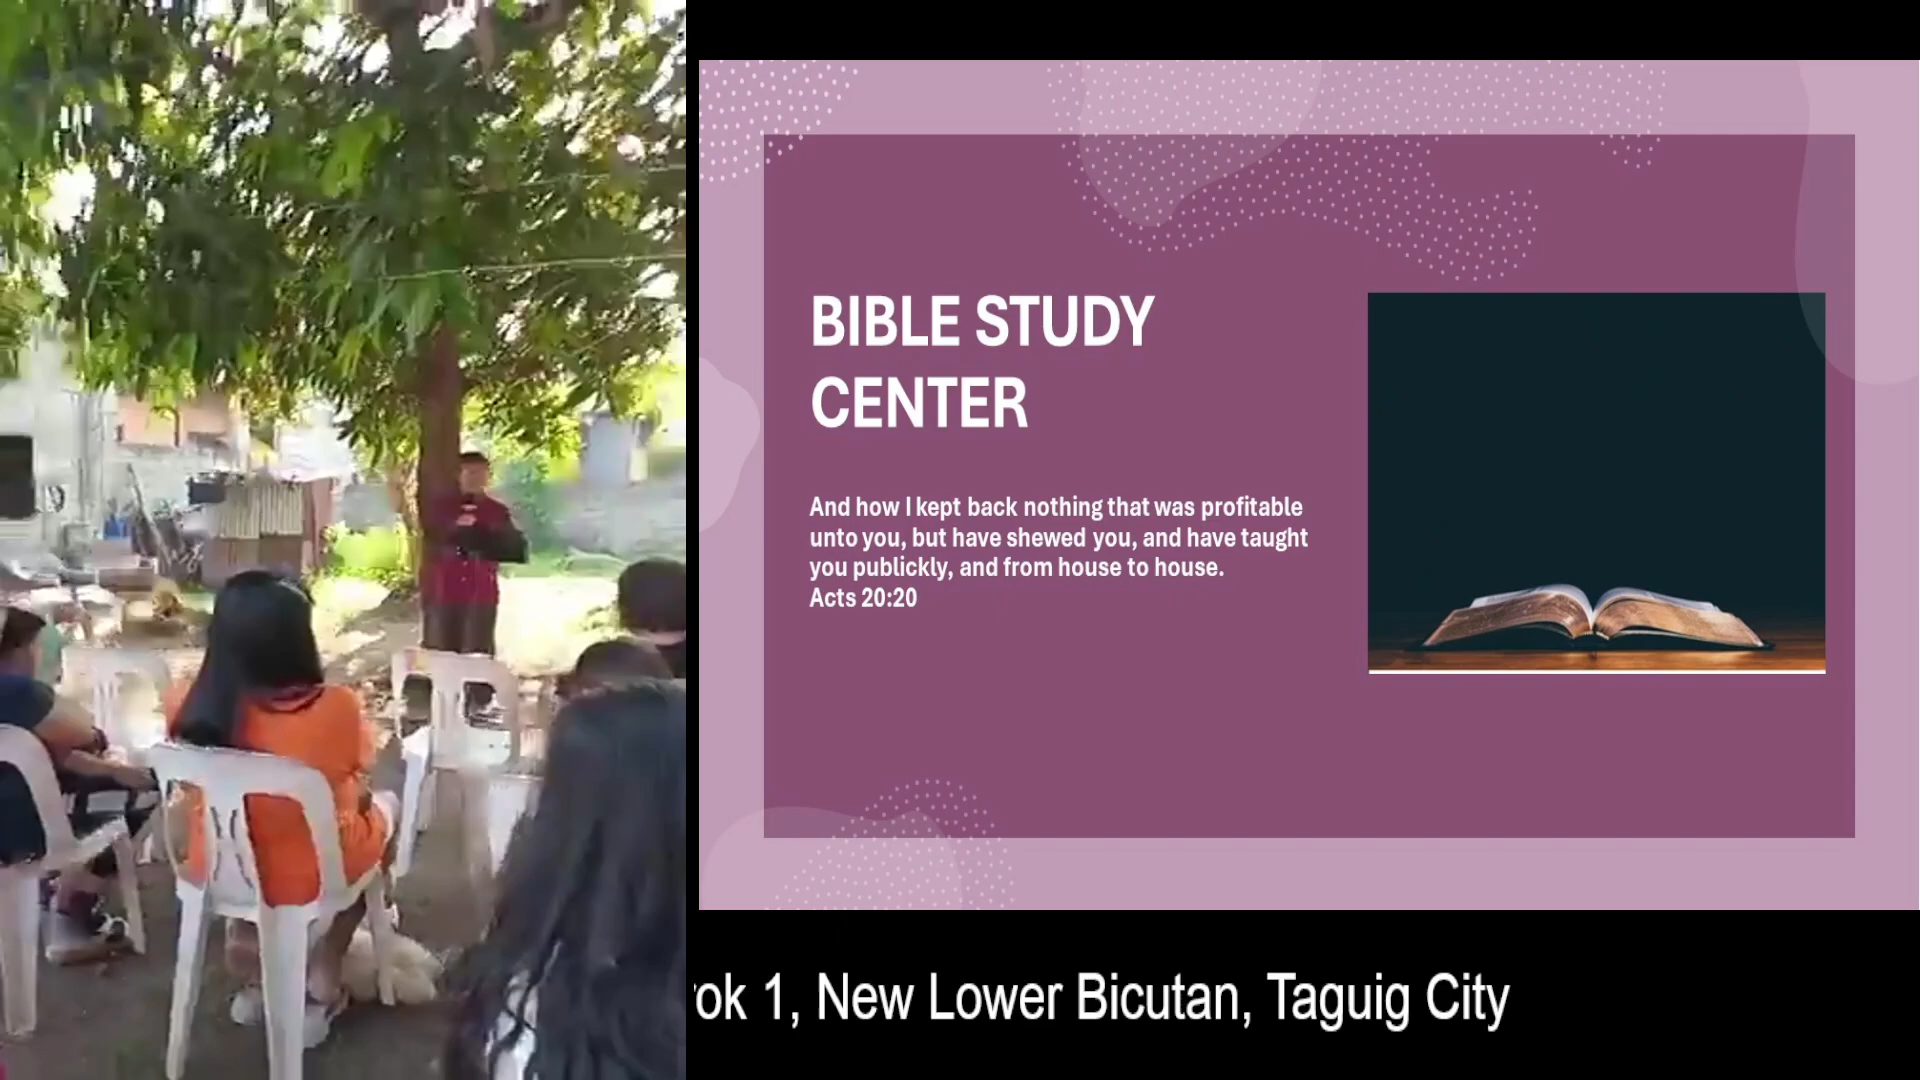 BIBLE STUDY
CENTER
And how I kept back nothing that was profitable
unto you, but have shewed you, and have taught
you publickly, and from house to house.
Acts 20:20
ok 1, New Lower Bicutan, Taguig City